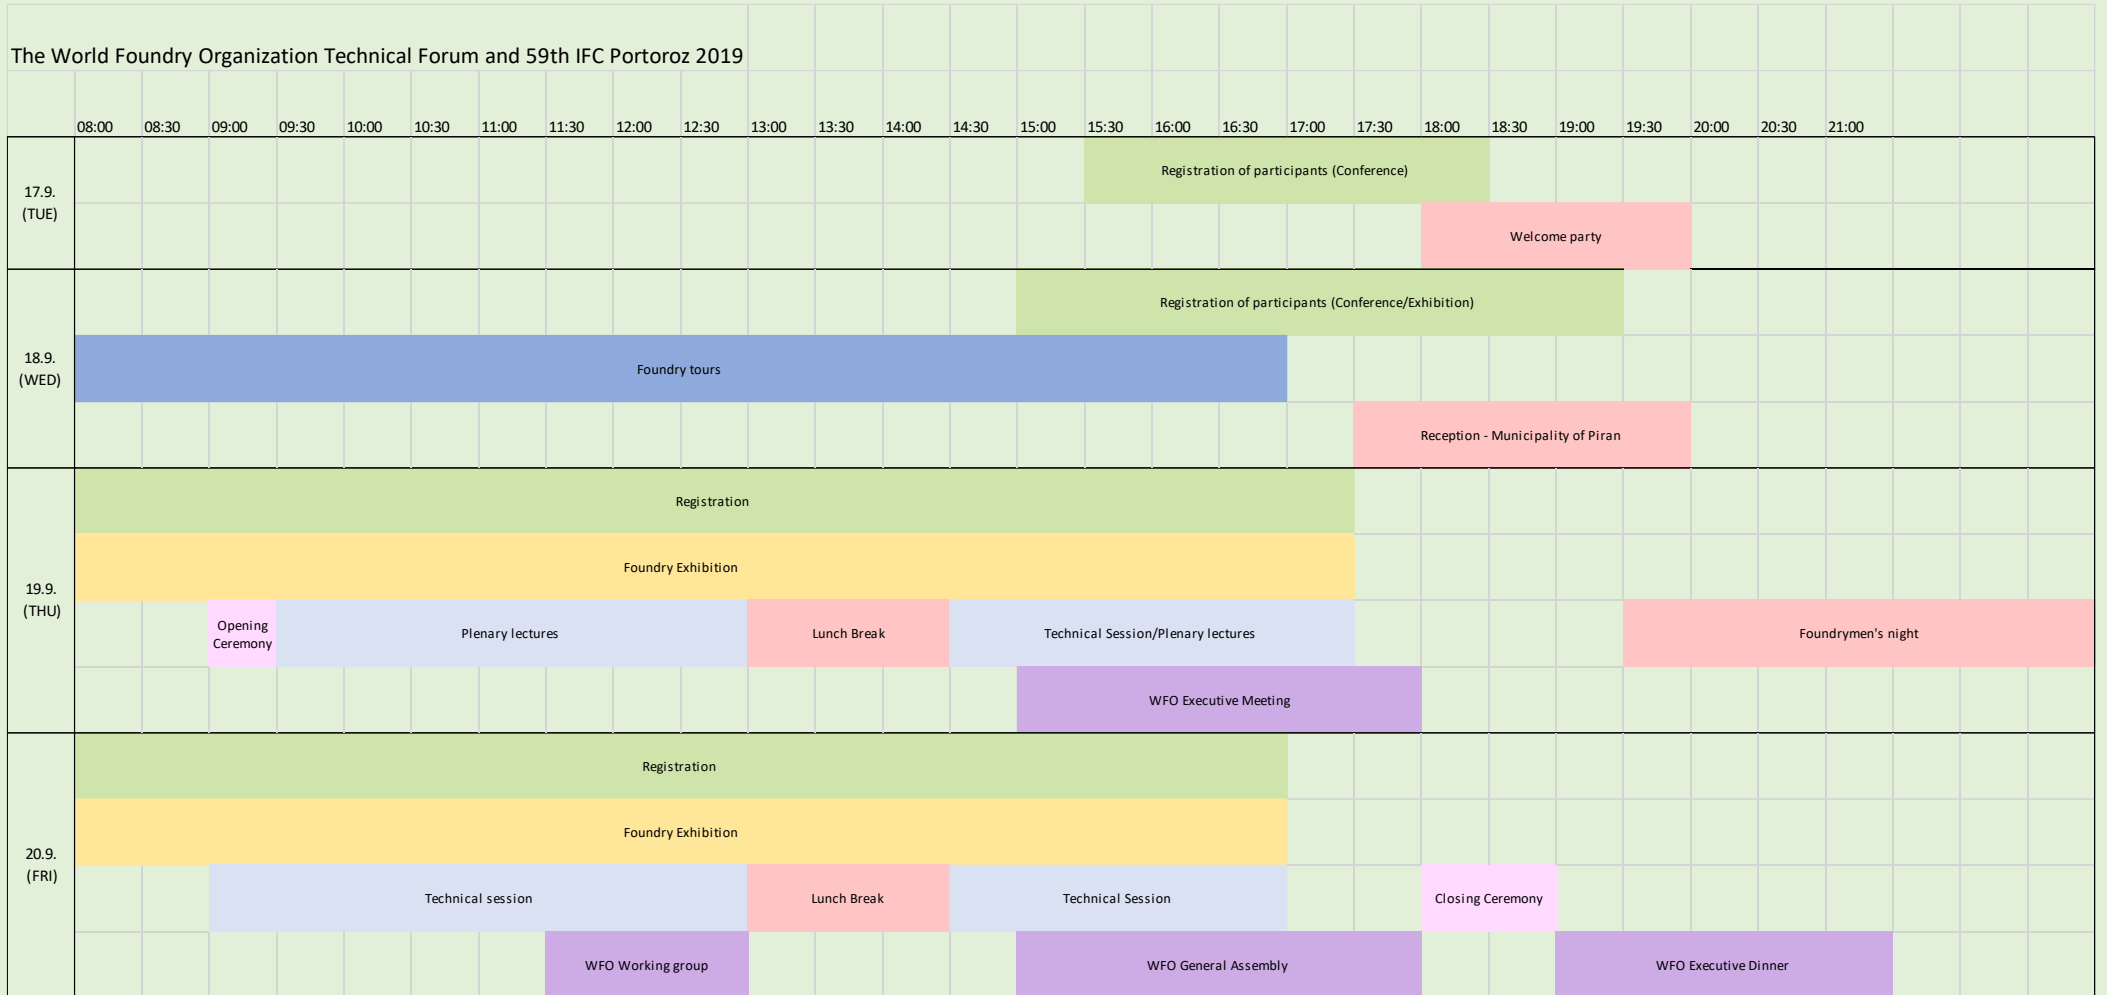 The World Foundry Organization Technical Forum and 59th IFC Portoroz 2019
08:00 08:30 09:00 09:30 10:00 10:30 11:00 11:30 12:00 12:30 13:00 13:30 14:00 14:30 15:00 15:30 16:00 16:30 17:00 17:30 18:00 18:30 19:00 19:30 20:00 20:30 21:00
17.9.
(TUE)
Registration of participants (Conference)
Welcome party
18.9.
(WED)
Registration of participants (Conference/Exhibition)
Foundry tours
Reception - Municipality of Piran
19.9.
(THU)
Registration
Foundry Exhibition
Opening
Ceremony
Plenary lectures
Lunch Break
Technical Session/Plenary lectures
Foundrymen's night
WFO Executive Meeting
20.9.
(FRI)
Registration
Foundry Exhibition
Technical session
Lunch Break
Technical Session
Closing Ceremony
WFO Working group
WFO General Assembly
WFO Executive Dinner